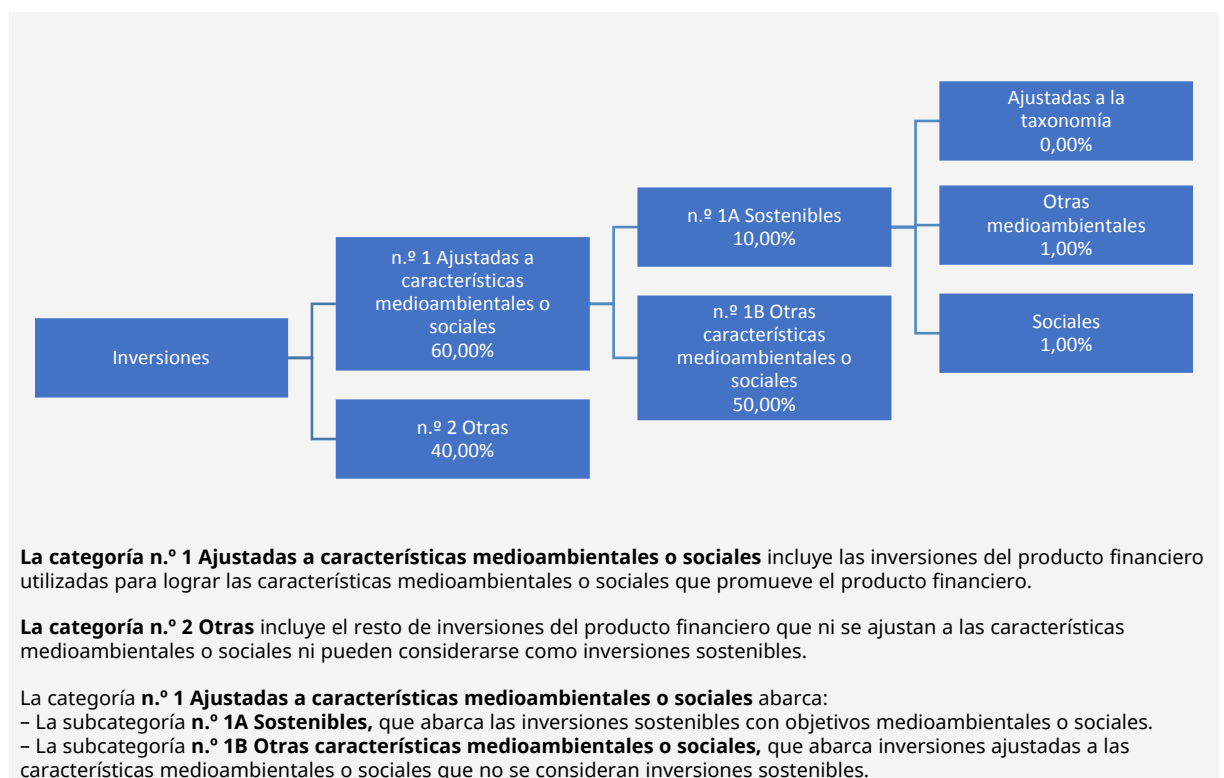 Inversiones
n.º 1 Ajustadas a
características
medioambientales o
sociales
60,00%
n.º 2 Otras
40,00%
n.º 1A Sostenibles
10,00%
n.º 1B Otras
características
medioambientales o
sociales
50,00%
Ajustadas a la
taxonomía
0,00%
Otras
medioambientales
1,00%
Sociales
1,00%
La categoría n.º 1 Ajustadas a características medioambientales o sociales incluye las inversiones del producto financiero
utilizadas para lograr las características medioambientales o sociales que promueve el producto financiero.
La categoría n.º 2 Otras incluye el resto de inversiones del producto financiero que ni se ajustan a las características
medioambientales o sociales ni pueden considerarse como inversiones sostenibles.
La categoría n.º 1 Ajustadas a características medioambientales o sociales abarca:
– La subcategoría n.º 1A Sostenibles, que abarca las inversiones sostenibles con objetivos medioambientales o sociales.
– La subcategoría n.º 1B Otras características medioambientales o sociales, que abarca inversiones ajustadas a las
características medioambientales o sociales que no se consideran inversiones sostenibles.